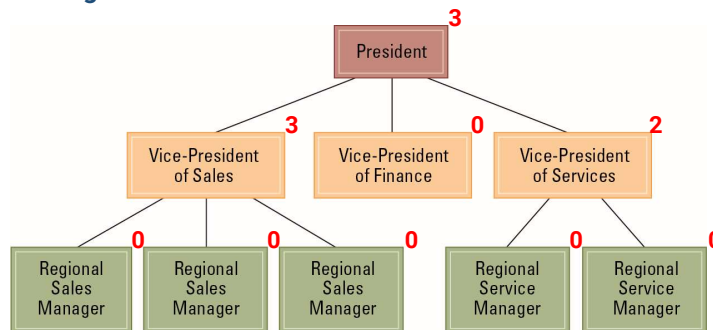 3
President
3
0
2
Vice-President
of Sales
Vice-President
of Finance
Vice-President
of Services
0
0
0
0
0
Regional
Sales
Manager
Regional
Sales
Manager
Regional
Sales
Manager
Regional
Service
Manager
Regional
Service
Manager